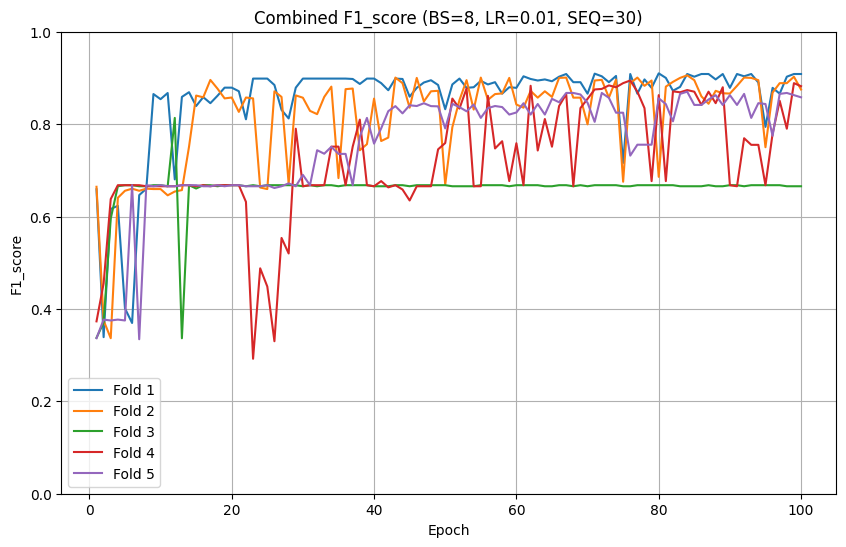 Combined F1_score (BS=8, LR=0.01, SEQ=30)
1.0
0.8
0.6
0.4
0.2
0.0
F1_score
Fold 1
Fold 2
Fold 3
Fold 4
Fold 5
0 20 40 60 80 100
Epoch